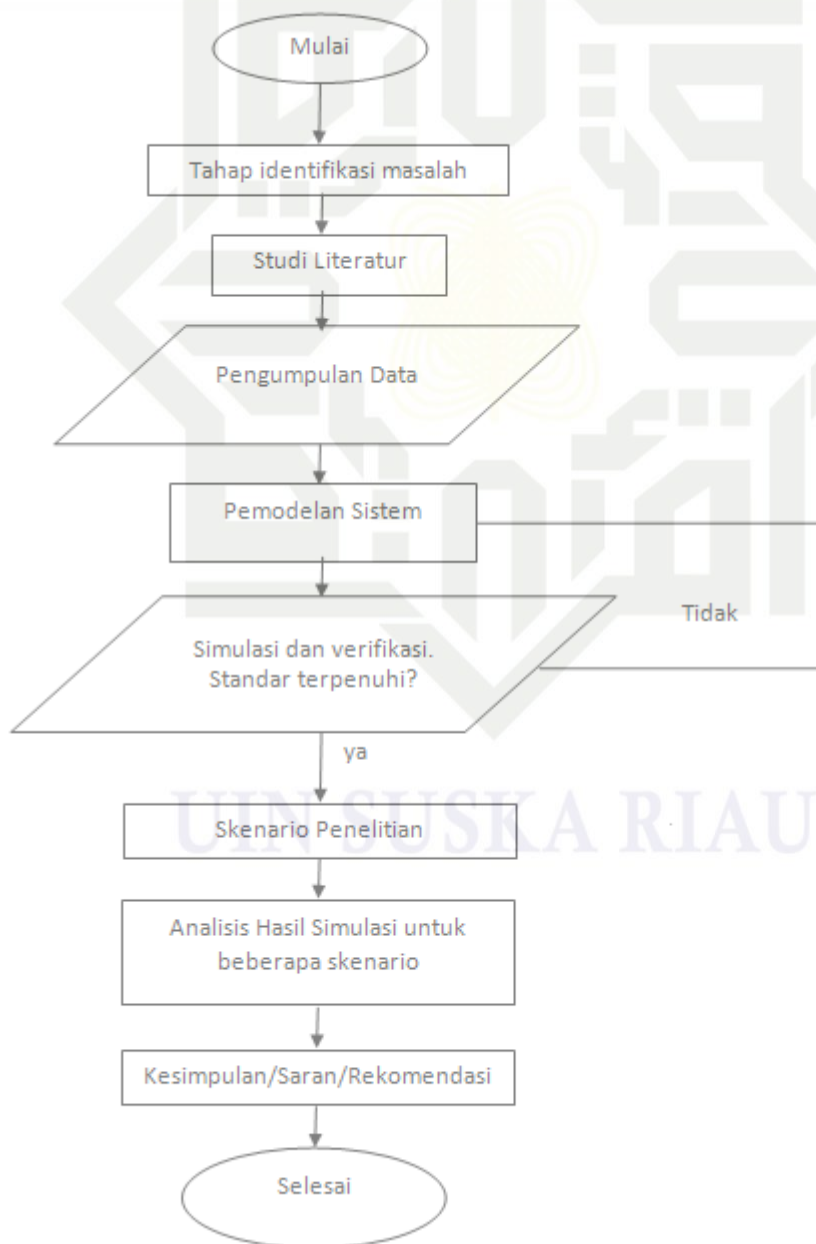 Mulai
Tahap identifikasi masalah
Studi Literatur
Pengumpulan Data
Pemodelan Sistem
Tidak
Simulasi dan verifikasi.
Standar terpenuhi?
ya
UIN SUSKA RIAU
Skenario Penelitian
Analisis Hasil Simulasi untuk
beberapa skenario
Kesimpulan/Saran/Rekomendasi
Selesai